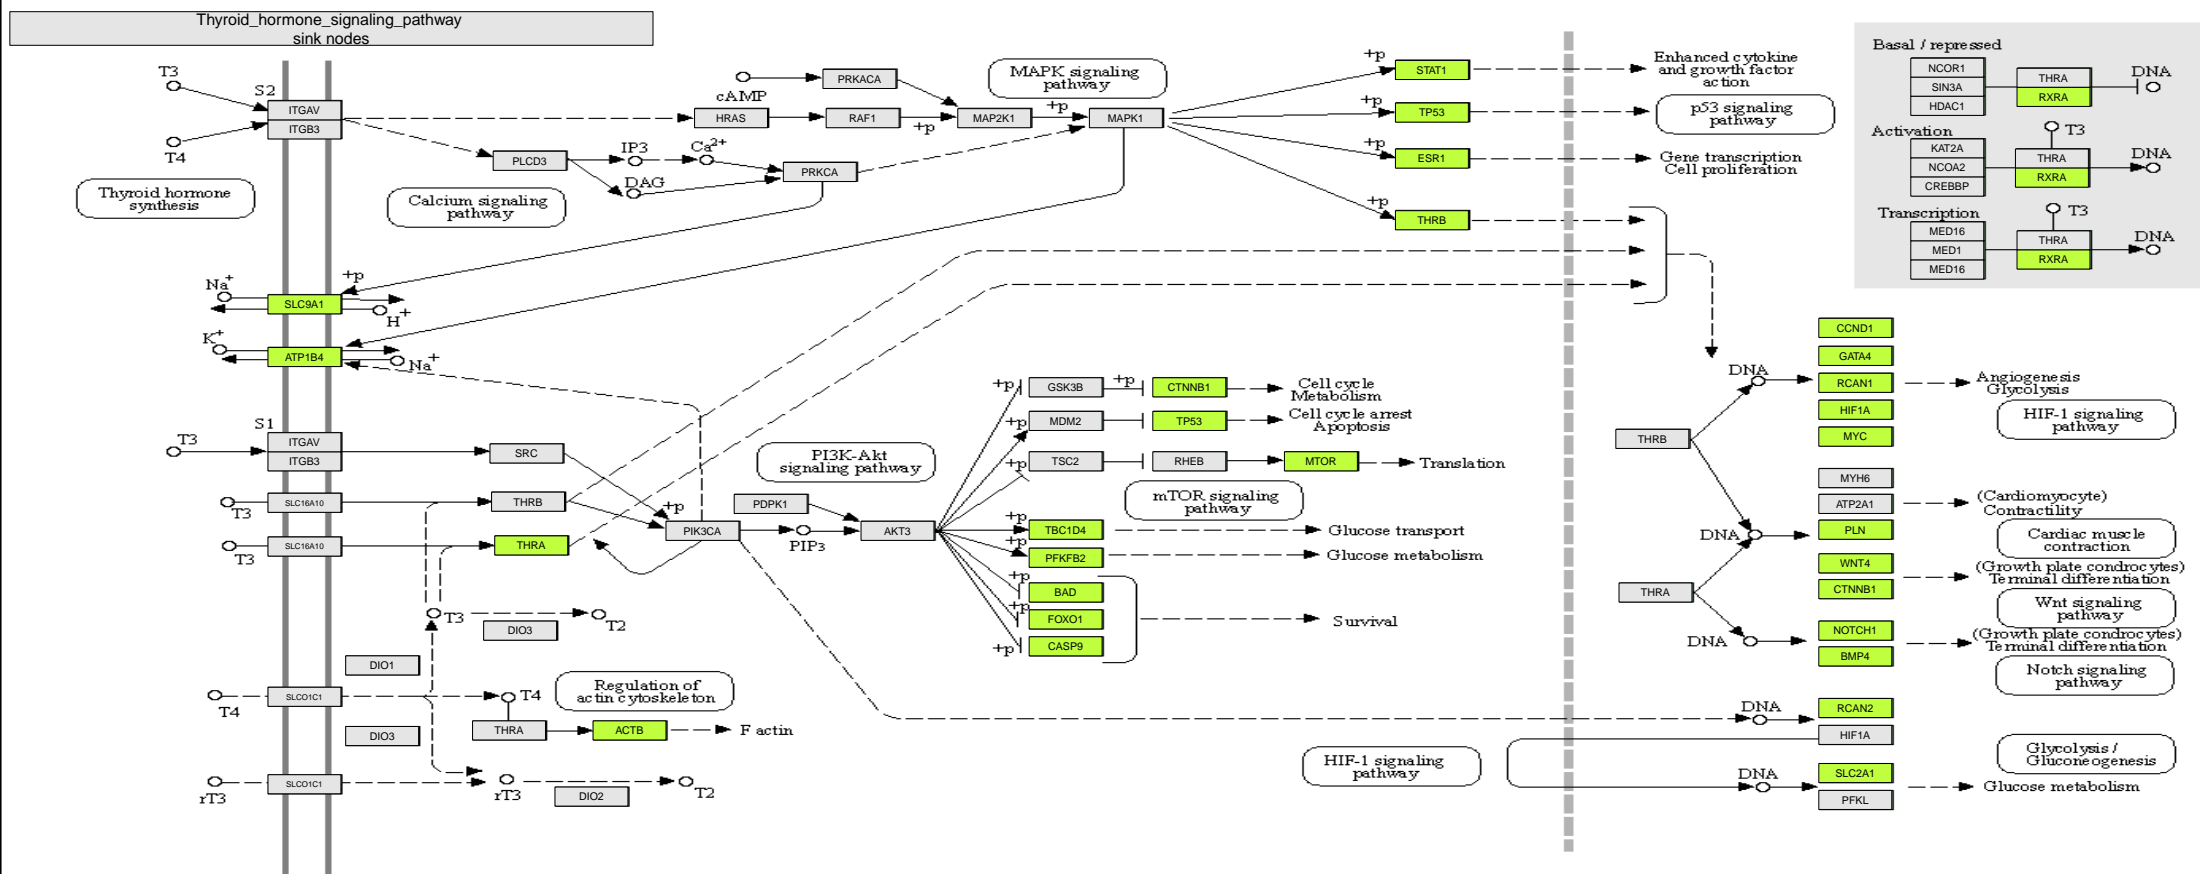 Thyroid_hormone_signaling_pathway
sink nodes
T3
S2
ITGAV
ITGB3
T4
Thyroid hormone
synthesis
PRKACA
cAMP
HRAS
RAF1
+p
MAP2K1
+p
MAPK1
MAPK signaling
pathway
PLCD3
IP3
Ca2+
DAG
PRKCA
Calcium signaling
pathway
+p
STAT1
Enhanced cytokine
and growth factor
action
+p
TP53
p53 signaling
pathway
+p
ESR1
Gene transcription
Cell proliferation
+p
THRB
Basal / repressed
NCOR1
SIN3A
HDAC1
THRA
RXRA
DNA
Activation
T3
KAT2A
NCOA2
CREBBP
THRA
RXRA
DNA
Transcription
T3
MED16
MED1
MED16
THRA
RXRA
DNA
Na+
+p
SLC9A1
H+
K+
ATP1B4
Na+
S1
T3
ITGAV
ITGB3
SRC
SLC16A10
T3
THRB
SLC16A10
T3
THRA
+p
PIK3CA
PIP3
PDPK1
AKT3
PI3K-Akt
signaling pathway
+p
GSK3B
+p
CTNNB1
Cell cycle
Metabolism
+p
MDM2
TP53
Cell cycle arrest
Apoptosis
+p
TSC2
RHEB
MTOR
Translation
mTOR signaling
pathway
+p
TBC1D4
Glucose transport
+p
PFKFB2
Glucose metabolism
+p
BAD
+p
FOXO1
Survival
+p
CASP9
T3
DIO3
T2
DIO1
SLCO1C1
T4
T4
Regulation of
actin cytoskeleton
THRA
ACTB
F actin
DIO3
SLCO1C1
rT3
rT3
DIO2
T2
THRB
THRA
DNA
CCND1
GATA4
RCAN1
HIF1A
MYC
Angiogenesis
Glycolysis
HIF-1 signaling
pathway
DNA
MYH6
ATP2A1
PLN
(Cardiomyocyte)
Contractility
Cardiac muscle
contraction
WNT4
CTNNB1
(Growth plate condrocytes)
Terminal differentiation
Wnt signaling
pathway
DNA
NOTCH1
BMP4
(Growth plate condrocytes)
Terminal differentiation
Notch signaling
pathway
DNA
RCAN2
HIF1A
HIF-1 signaling
pathway
DNA
SLC2A1
PFKL
Glycolysis /
Gluconeogenesis
Glucose metabolism